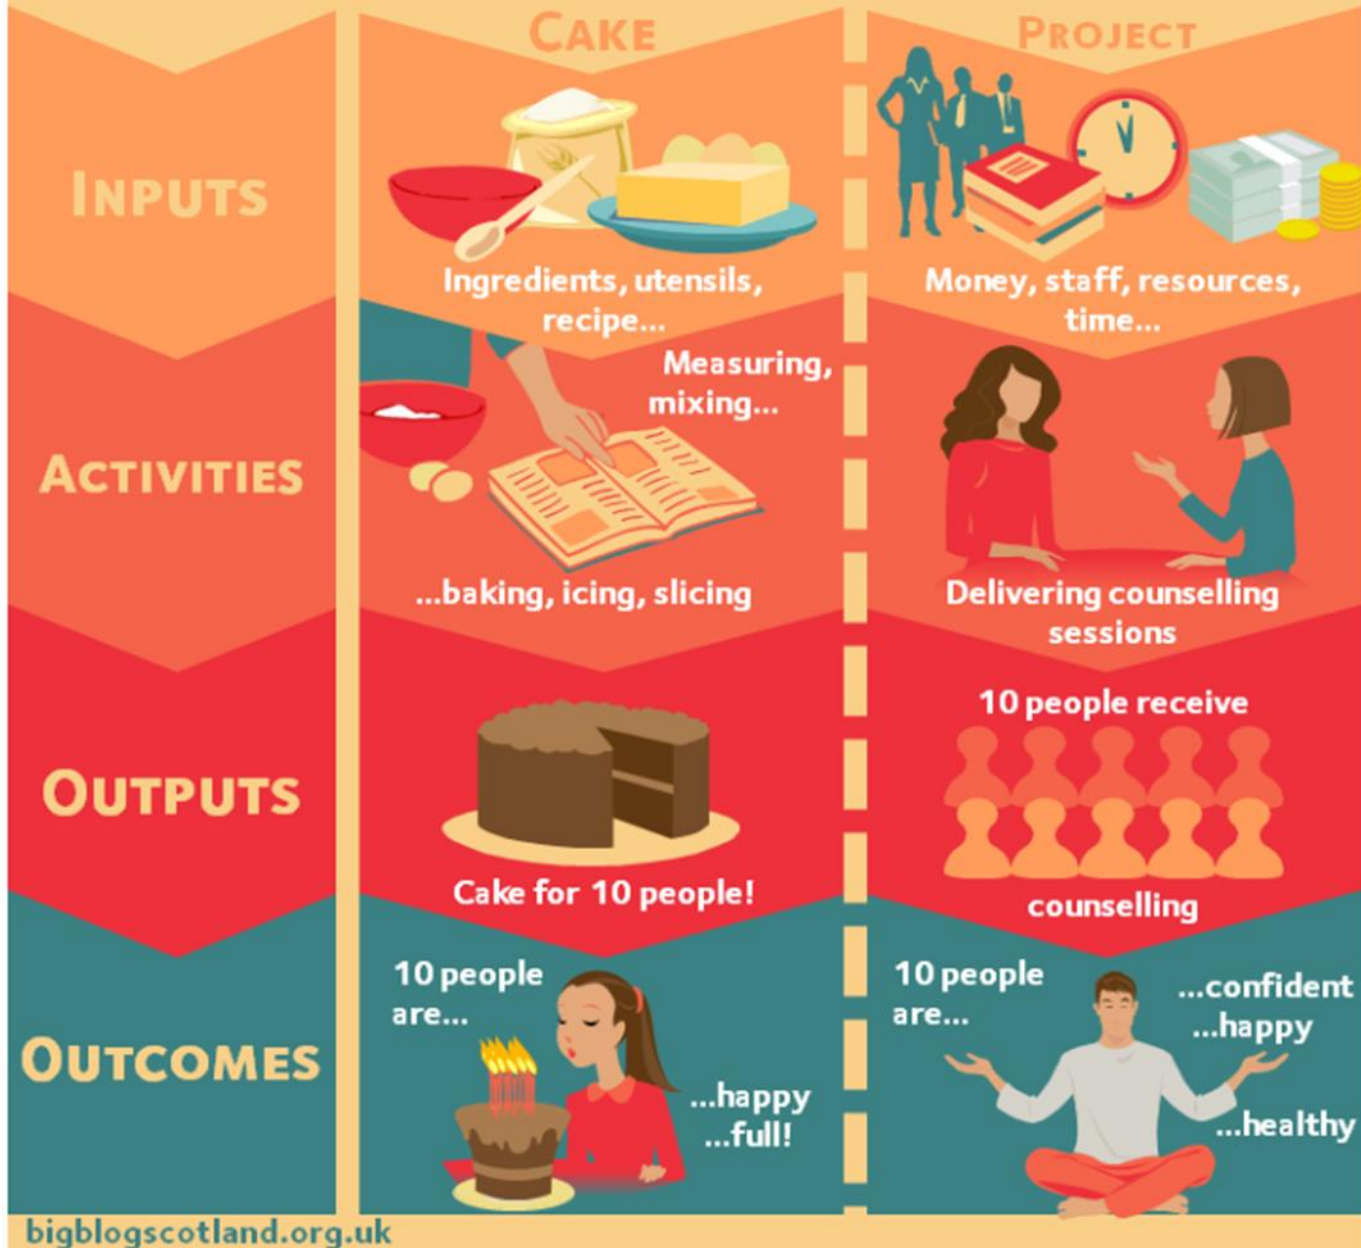 CAKE
PROJECT
INPUTS
Ingredients, utensils,
recipe...
Money, staff, resources,
time...
ACTIVITIES
Measuring,
mixing...
...baking, icing, slicing
Delivering counselling
sessions
OUTPUTS
Cake for 10 people!
10 people receive
counselling
OUTCOMES
10 people
are...
...happy
...full!
10 people
are...
...confident
...happy
...healthy
bigblogscotland.org.uk